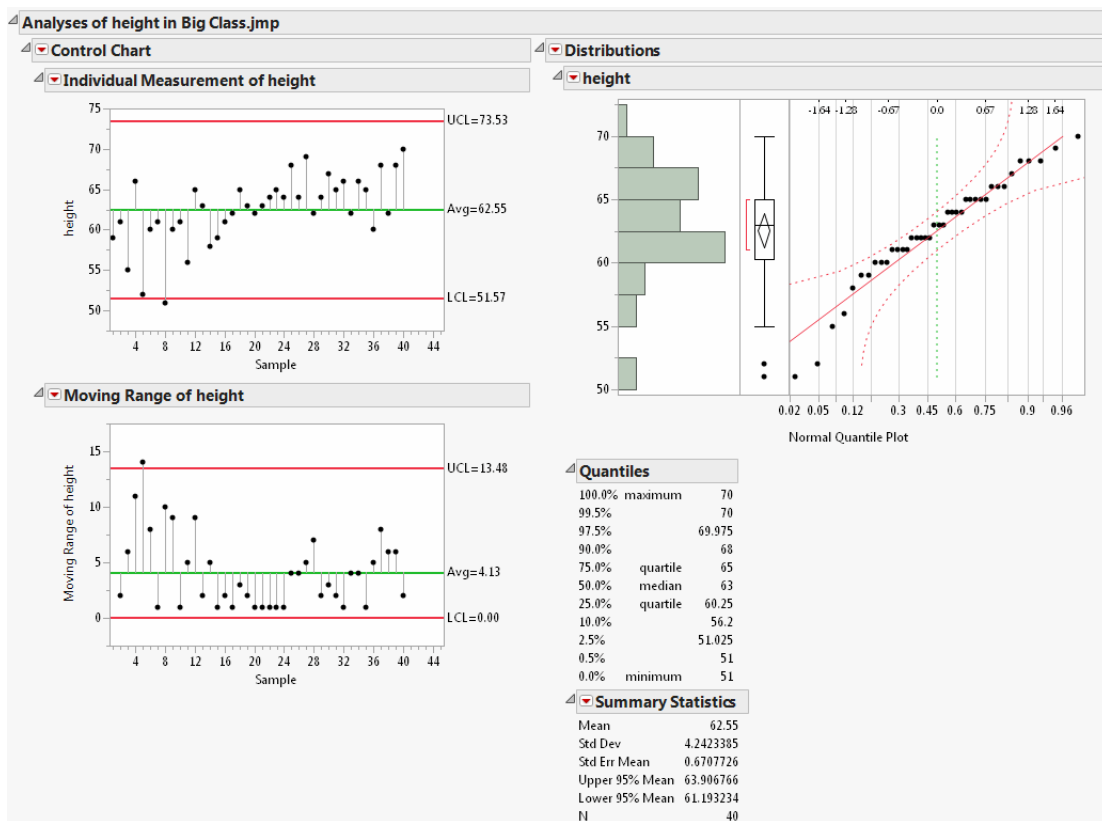 Analyses of height in Big Class.jmp
Control Chart
Individual Measurement of height
height
75
70
65
60
55
50
UCL=73.53
Avg=62.55
LCL=51.57
4 8 12 16 20 24 28 32 36 40 44
Sample
Moving Range of height
Moving Range of height
15
10
5
0
UCL=13.48
Avg=4.13
LCL=0.00
4 8 12 16 20 24 28 32 36 40 44
Sample
Distributions
height
70
65
60
55
50
-1.64 -1.28 -0.67 0.0 0.67 1.28 1.64
0.02 0.05 0.12 0.3 0.45 0.6 0.75 0.9 0.96
Normal Quantile Plot
Quantiles
100.0% maximum 70
99.5% 70
97.5% 69.975
90.0% 68
75.0% quartile 65
50.0% median 63
25.0% quartile 60.25
10.0% 56.2
2.5% 51.025
0.5% 51
0.0% minimum 51
Summary Statistics
Mean 62.55
Std Dev 4.2423385
Std Err Mean 0.6707726
Upper 95% Mean 63.906766
Lower 95% Mean 61.193234
N 40